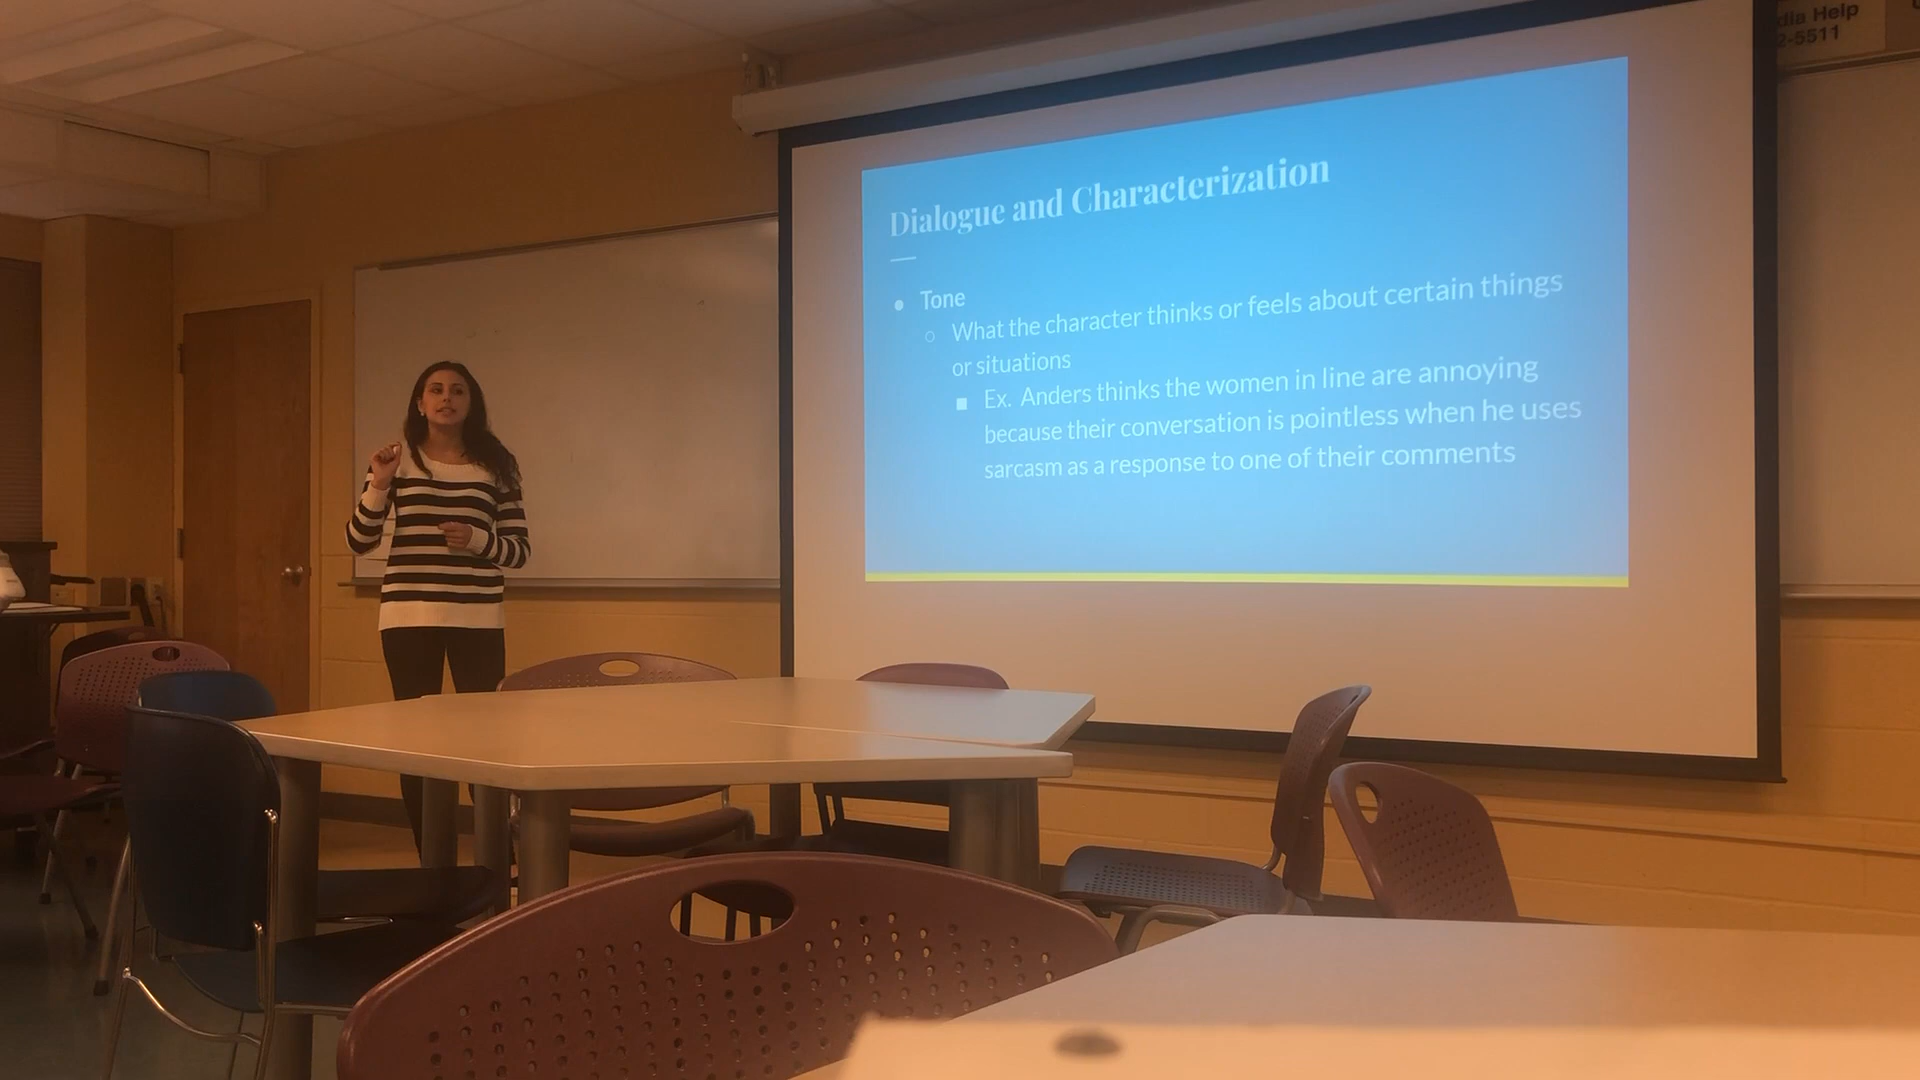 dia Help
2-5511
Dialogue and Characterization
Tone
What the character thinks or feels about certain things
or situations
Ex. Anders thinks the women in line are annoying
because their conversation is pointless when he uses
sarcasm as a response to one of their comments